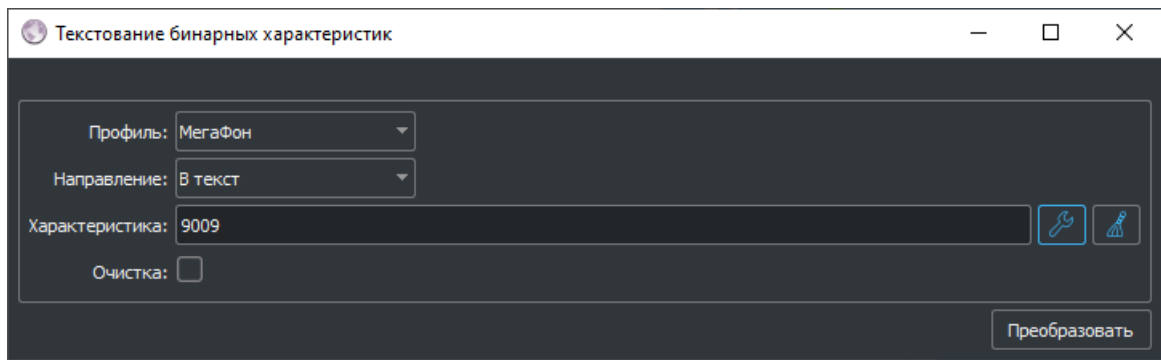 Текстование бинарных характеристик
Профиль: МегаФон
Направление: В текст
Характеристика: 9009
Очистка:
Преобразовать